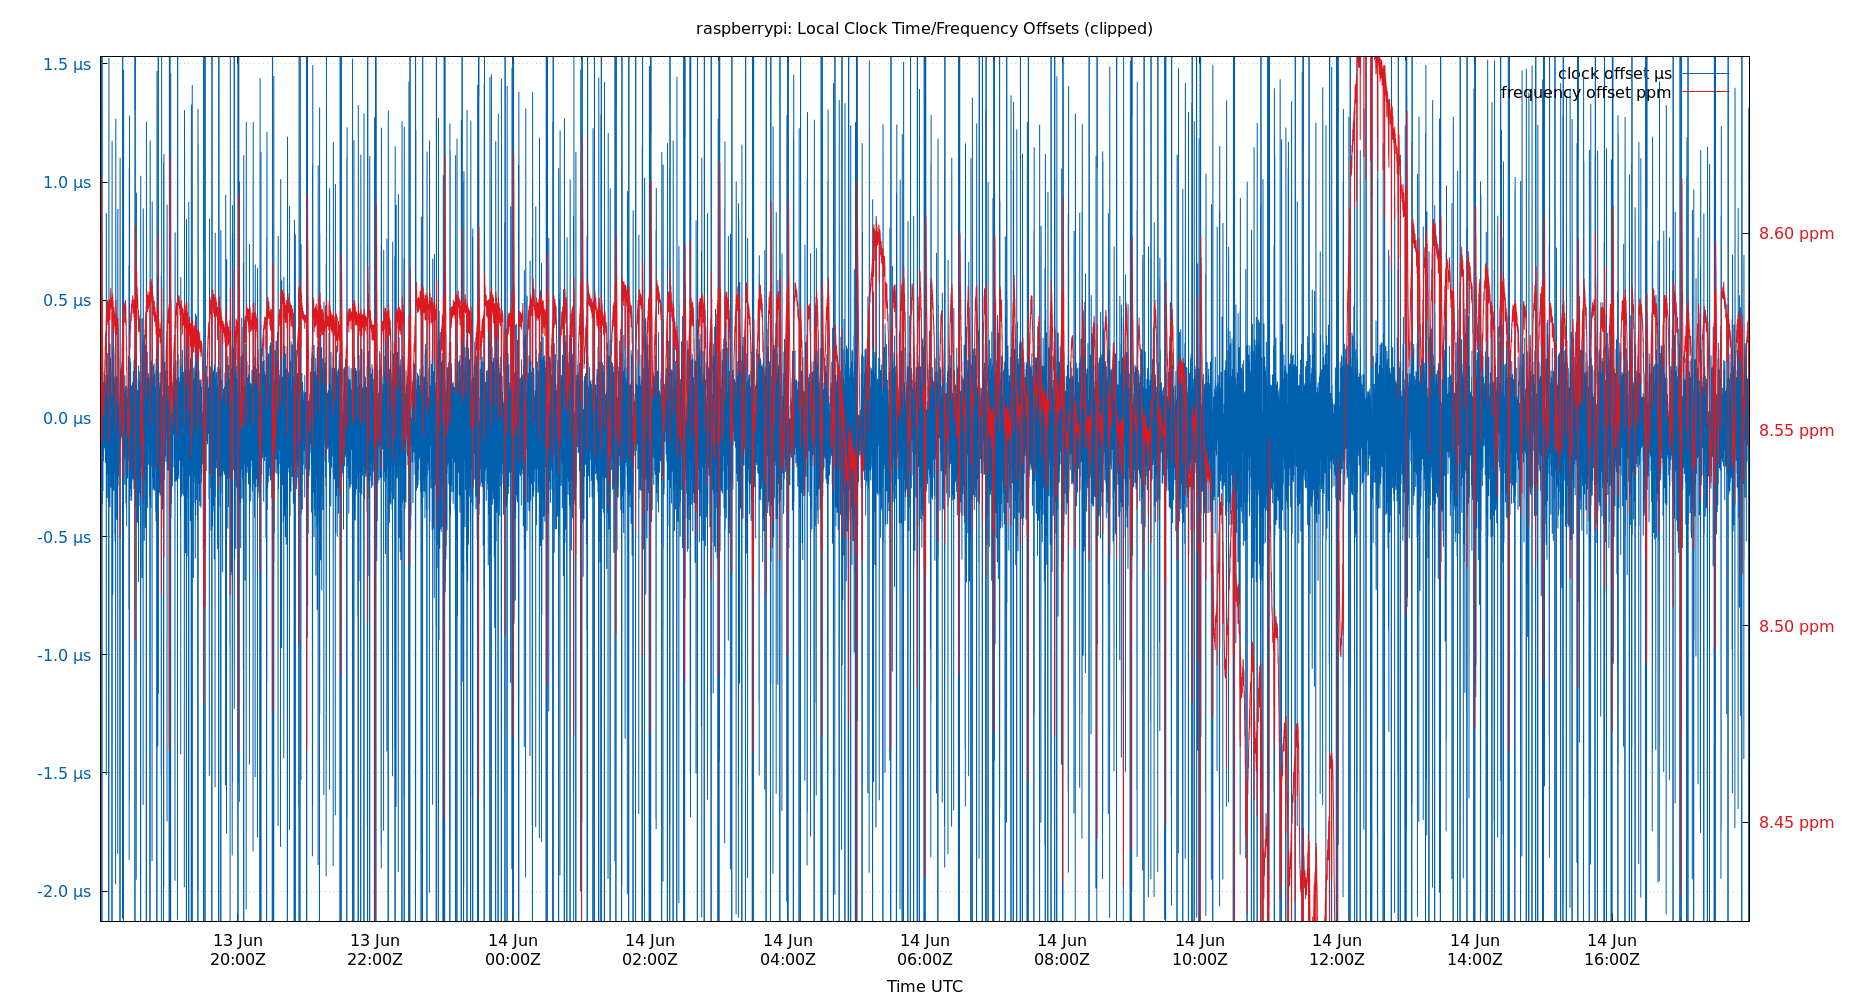 raspberrypi: Local Clock Time/Frequency Offsets (clipped)
clock offset µs
frequency offset ppm
1.5 µs
1.0 µs
0.5 µs
0.0 µs
-0.5 µs
-1.0 µs
-1.5 µs
-2.0 µs
8.60 ppm
8.55 ppm
8.50 ppm
8.45 ppm
13 Jun 13 Jun 14 Jun 14 Jun 14 Jun 14 Jun 14 Jun 14 Jun 14 Jun 14 Jun 14 Jun
20:00Z 22:00Z 00:00Z 02:00Z 04:00Z 06:00Z 08:00Z 10:00Z 12:00Z 14:00Z 16:00Z
Time UTC